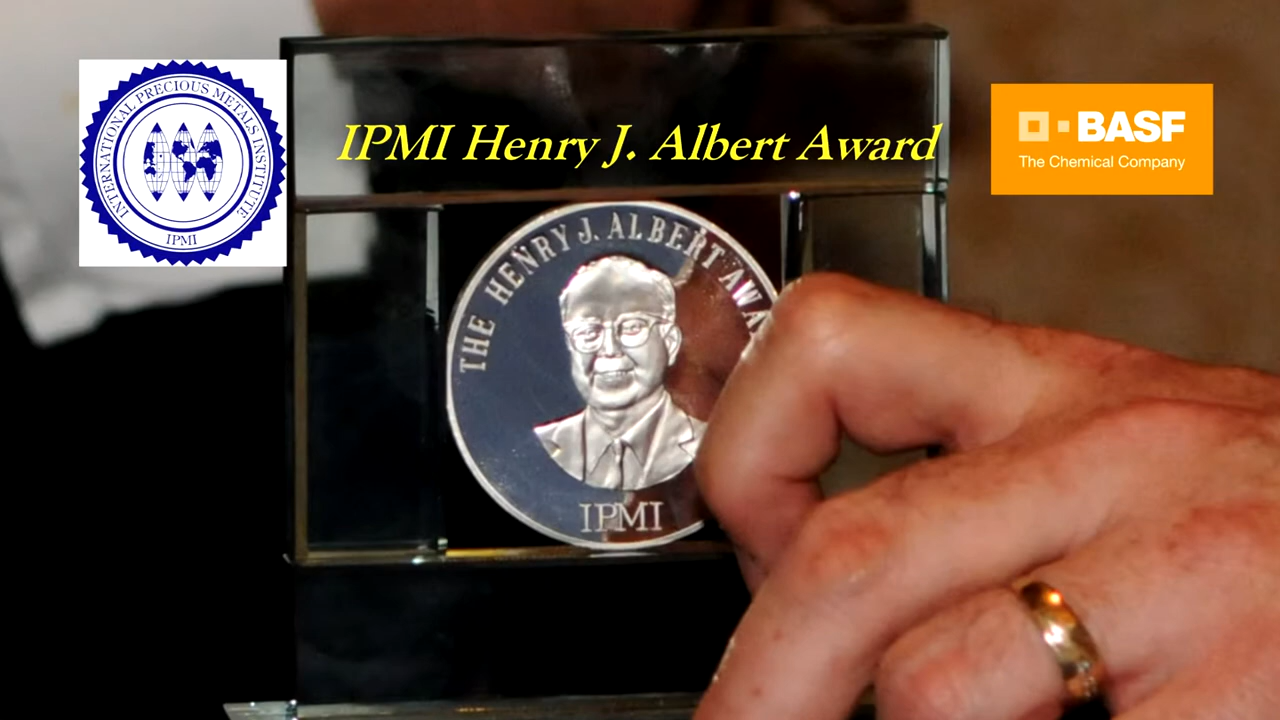 INTERNATIONAL PRECIOUS METALS INSTITUTE
IPMI
IPMI Henry J. Albert Award
BASF
The Chemical Company
THE HENRY J. ALBERT AWA
IPMI